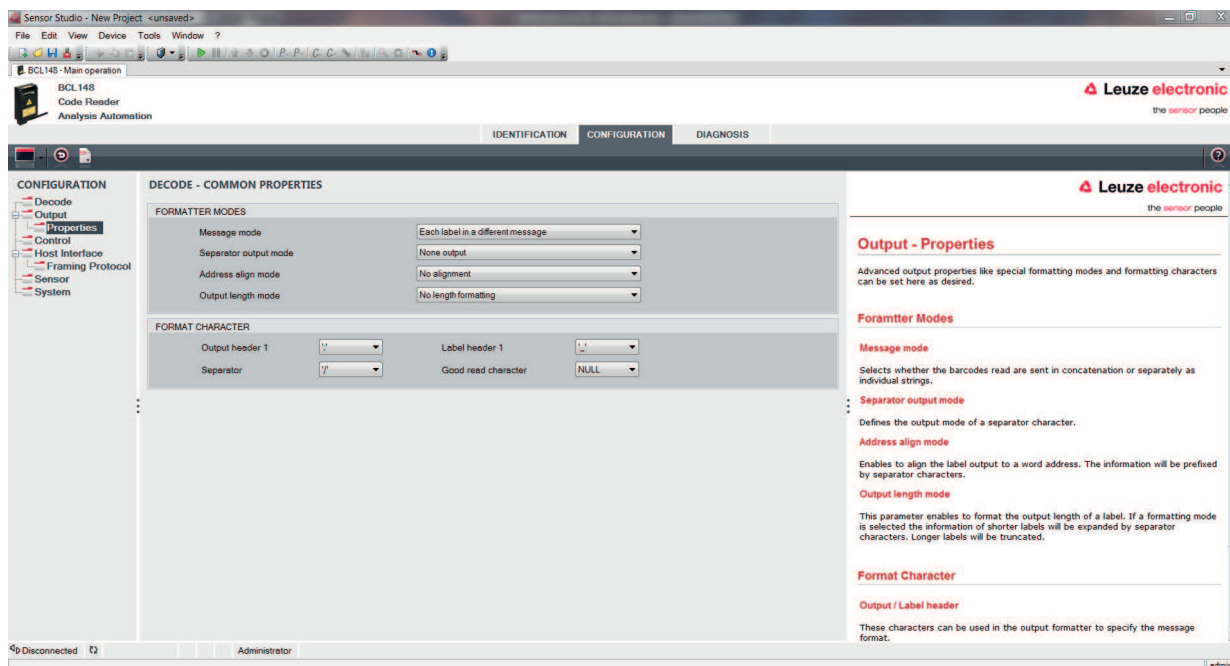 Sensor Studio - New Project <unsaved>
File Edit View Device Tools Window ?
BCL148 - Main operation
BCL148
Code Reader
Analysis Automation
Leuze electronic
the sensor people
IDENTIFICATION CONFIGURATION DIAGNOSIS
CONFIGURATION
Decode
Output
Properties
Control
Host Interface
Framing Protocol
Sensor
System
DECODE - COMMON PROPERTIES
FORMATTER MODES
Message mode Each label in a different message
Separator output mode None output
Address align mode No alignment
Output length mode No length formatting
FORMAT CHARACTER
Output header 1 Label header 1 '_'
Separator '/' Good read character NULL
Leuze electronic
the sensor people
Output - Properties
Advanced output properties like special formatting modes and formatting characters
can be set here as desired.
Foramtter Modes
Message mode
Selects whether the barcodes read are sent in concatenation or separately as
individual strings.
Separator output mode
Defines the output mode of a separator character.
Address align mode
Enables to align the label output to a word address. The information will be prefixed
by separator characters.
Output length mode
This parameter enables to format the output length of a label. If a formatting mode
is selected the information of shorter labels will be expanded by separator
characters. Longer labels will be truncated.
Format Character
Output / Label header
These characters can be used in the output formatter to specify the message
format.
Disconnected Administrator